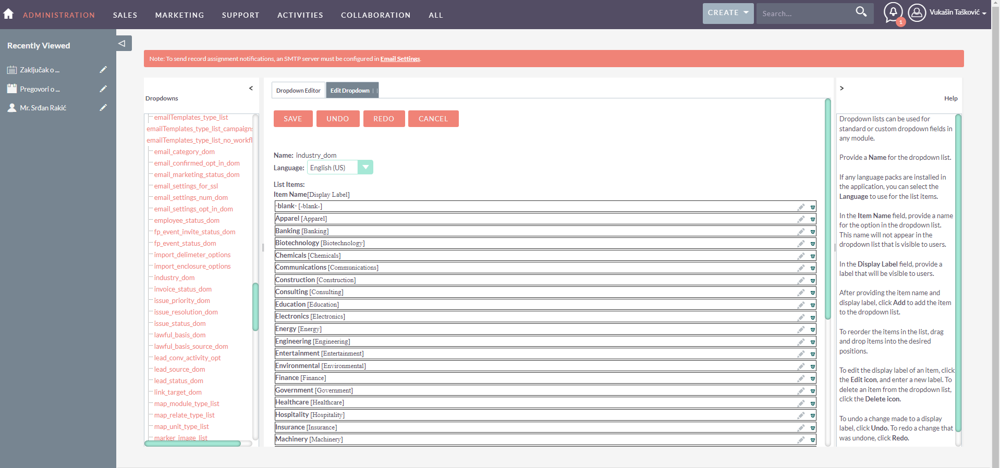 ADMINISTRATION SALES MARKETING SUPPORT ACTIVITIES COLLABORATION ALL CREATE Search... 1 Vukašin Tašković
Recently Viewed
Zaključak o ...
Pregovori o ...
Mr. Srđan Rakić
Note: To send record assignment notifications, an SMTP server must be configured in Email Settings.
<
Dropdowns
emailTemplates_type_list
emailTemplates_type_list_campaigns
emailTemplates_type_list_no_workfl
email_category_dom
email_confirmed_opt_in_dom
email_marketing_status_dom
email_settings_for_ssl
email_settings_num_dom
email_settings_opt_in_dom
employee_status_dom
fp_event_invite_status_dom
fp_event_status_dom
import_delimeter_options
import_enclosure_options
industry_dom
invoice_status_dom
issue_priority_dom
issue_resolution_dom
issue_status_dom
lawful_basis_dom
lawful_basis_source_dom
lead_conv_activity_opt
lead_source_dom
lead_status_dom
link_target_dom
map_module_type_list
map_relate_type_list
map_unit_type_list
marker_image_list
Dropdown Editor Edit Dropdown
SAVE UNDO REDO CANCEL
Name: industry_dom
Language: English (US)
List Items:
Item Name[Display Label]
-blank- [-blank-]
Apparel [Apparel]
Banking [Banking]
Biotechnology [Biotechnology]
Chemicals [Chemicals]
Communications [Communications]
Construction [Construction]
Consulting [Consulting]
Education [Education]
Electronics [Electronics]
Energy [Energy]
Engineering [Engineering]
Entertainment [Entertainment]
Environmental [Environmental]
Finance [Finance]
Government [Government]
Healthcare [Healthcare]
Hospitality [Hospitality]
Insurance [Insurance]
Machinery [Machinery]
>
Help
Dropdown lists can be used for
standard or custom dropdown fields in
any module.
Provide a Name for the dropdown list.
If any language packs are installed in
the application, you can select the
Language to use for the list items.
In the Item Name field, provide a name
for the option in the dropdown list.
This name will not appear in the
dropdown list that is visible to users.
In the Display Label field, provide a
label that will be visible to users.
After providing the item name and
display label, click Add to add the item
to the dropdown list.
To reorder the items in the list, drag
and drop items into the desired
positions.
To edit the display label of an item, click
the Edit icon, and enter a new label. To
delete an item from the dropdown list,
click the Delete icon.
To undo a change made to a display
label, click Undo. To redo a change that
was undone, click Redo.